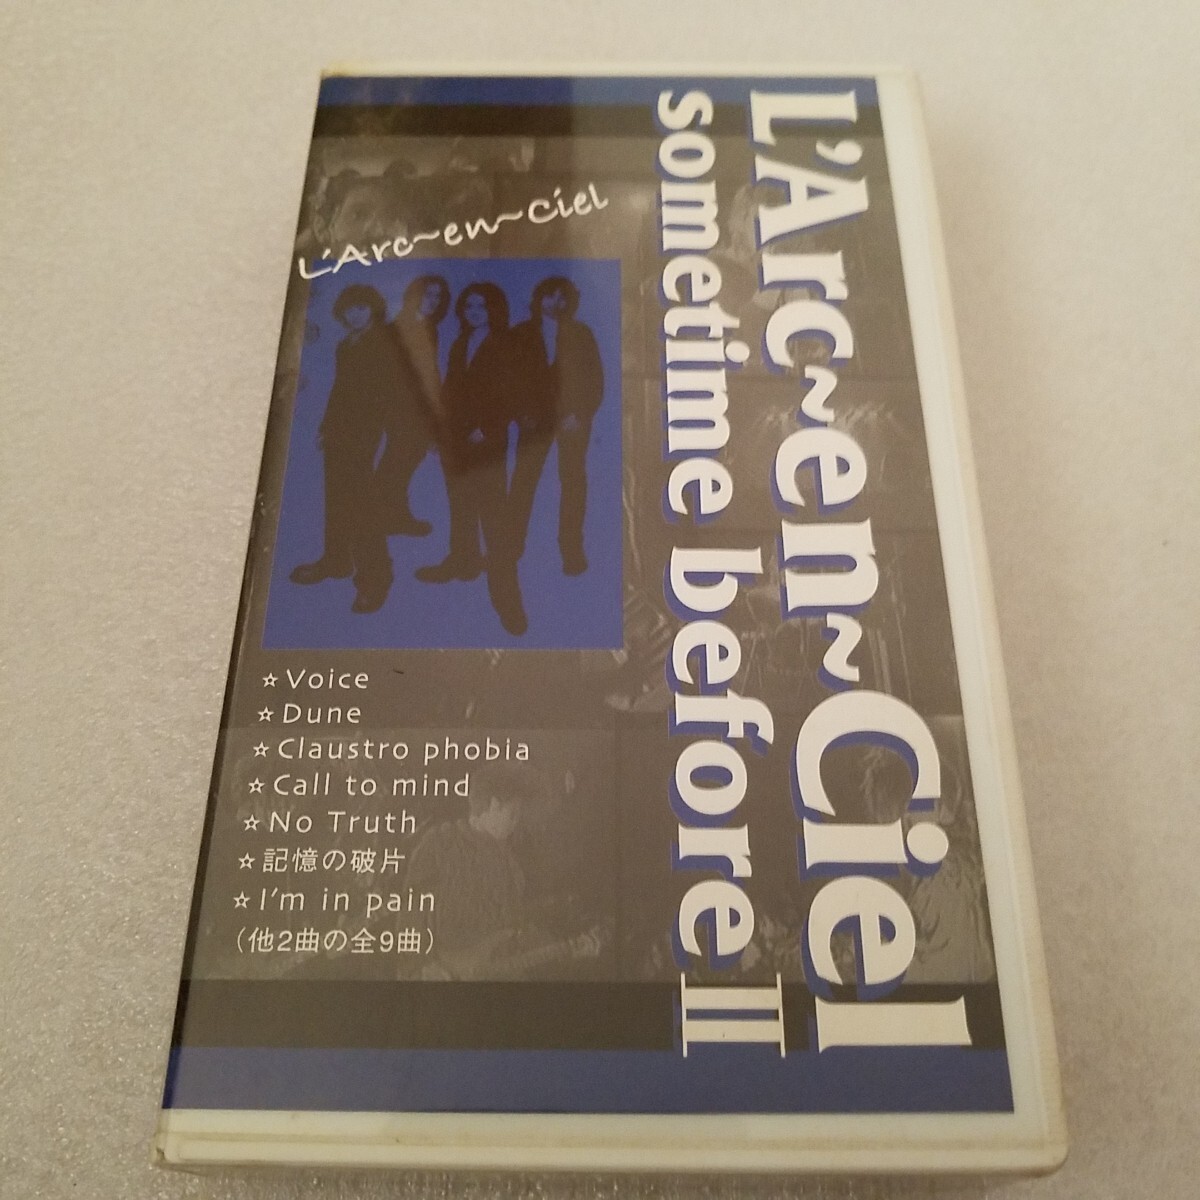 L'Arc~en~Ciel
sometime before II
L'Arc~en~Ciel
☆Voice
☆Dune
☆Claustro phobia
☆Call to mind
☆No Truth
☆記憶の破片
☆I'm in pain
（他2曲の全9曲）